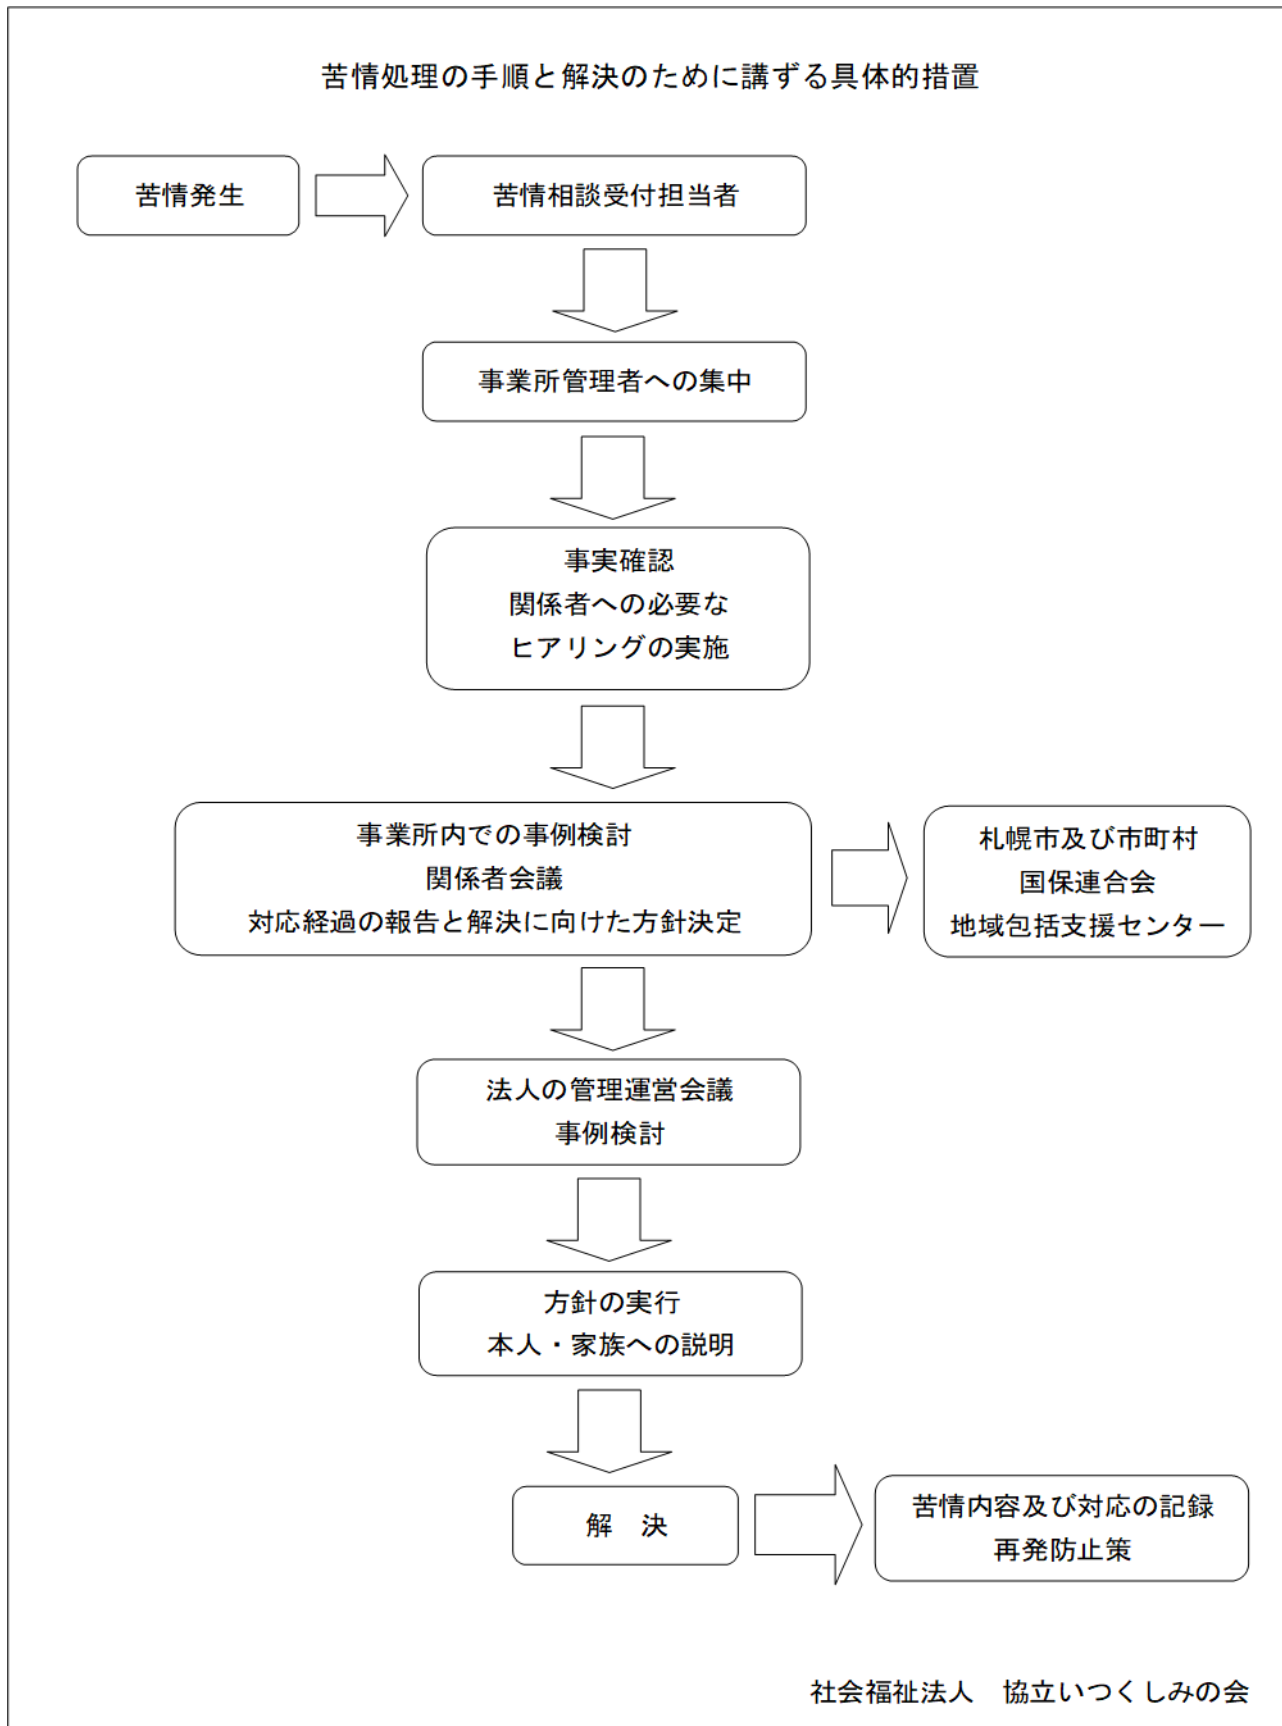 苦情処理の手順と解決のために講ずる具体的措置
苦情発生
苦情相談受付担当者
事業所管理者への集中
事実確認
関係者への必要な
ヒアリングの実施
事業所内での事例検討
関係者会議
対応経過の報告と解決に向けた方針決定
札幌市及び市町村
国保連合会
地域包括支援センター
法人の管理運営会議
事例検討
方針の実行
本人・家族への説明
解　決
苦情内容及び対応の記録
再発防止策
社会福祉法人　協立いつくしみの会